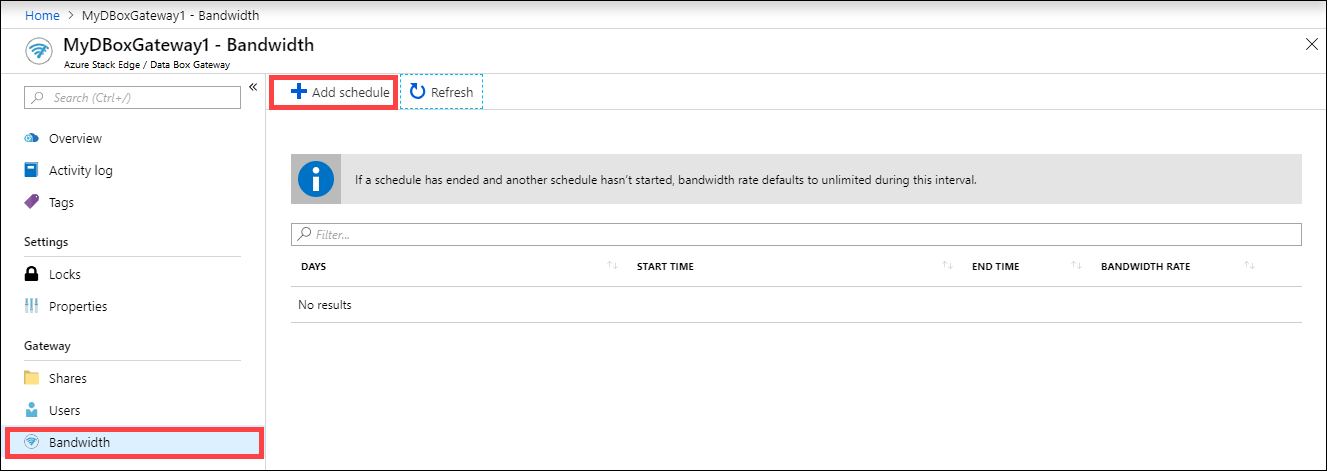 Home > MyDBoxGateway1 - Bandwidth
MyDBoxGateway1 - Bandwidth
Azure Stack Edge / Data Box Gateway
Search (Ctrl+/)
«
Overview
Activity log
Tags
Settings
Locks
Properties
Gateway
Shares
Users
Bandwidth
Add schedule Refresh
If a schedule has ended and another schedule hasn't started, bandwidth rate defaults to unlimited during this interval.
Filter...
DAYS START TIME END TIME BANDWIDTH RATE
No results